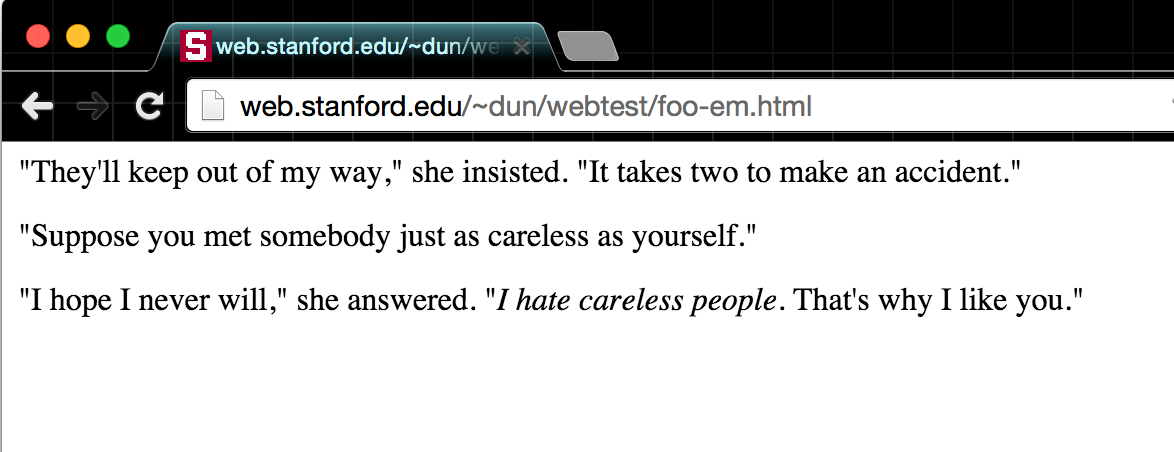 S web.stanford.edu/~dun/we
web.stanford.edu/~dun/webtest/foo-em.html
"They'll keep out of my way," she insisted. "It takes two to make an accident."
"Suppose you met somebody just as careless as yourself."
"I hope I never will," she answered. "I hate careless people. That's why I like you."